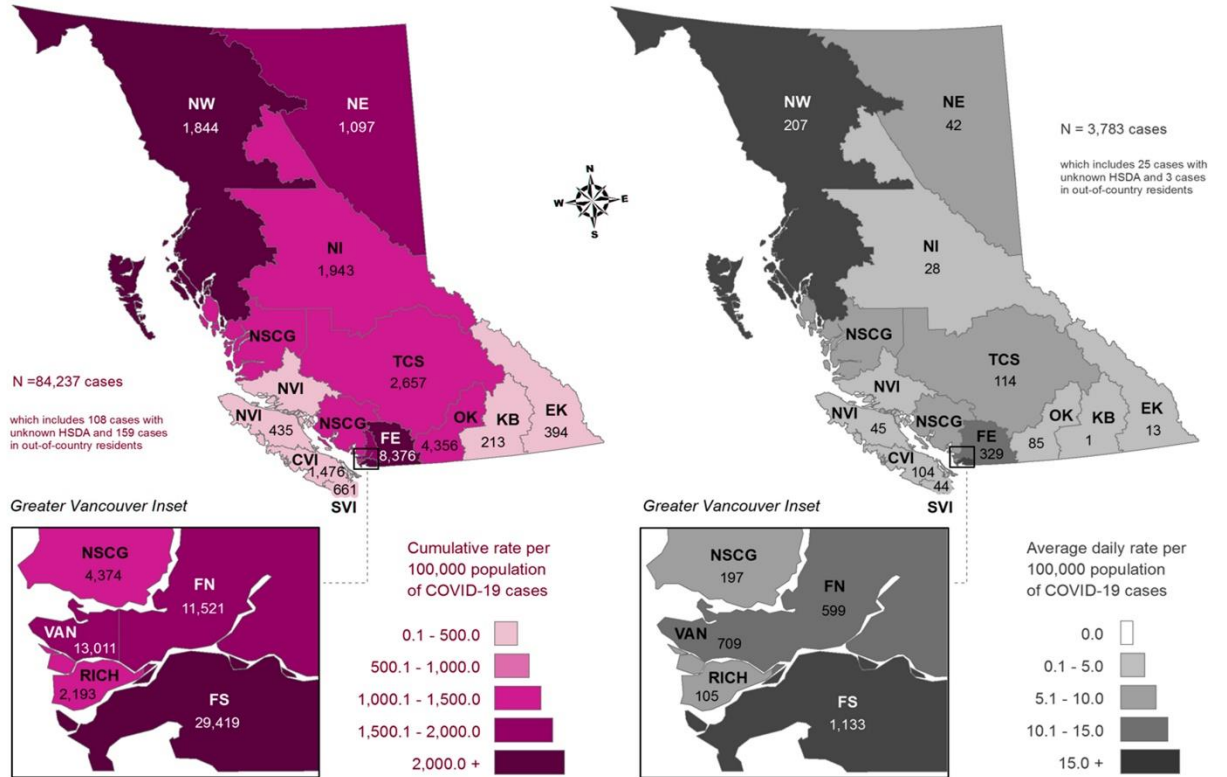 NW
1,844
NE
1,097
NI
1,943
NSCG
TCS
2,657
NVI
NVI
435
NSCG
FE
8,376
OK
4,356
KB
213
EK
394
CVI
1,476
661
SVI
N =84,237 cases
which includes 108 cases with
unknown HSDA and 159 cases
in out-of-country residents
Greater Vancouver Inset
NSCG
4,374
FN
11,521
VAN
13,011
RICH
2,193
FS
29,419
Cumulative rate per
100,000 population
of COVID-19 cases
0.1 - 500.0
500.1 - 1,000.0
1,000.1 - 1,500.0
1,500.1 - 2,000.0
2,000.0 +
N
W E
S
NW
207
NE
42
NI
28
NSCG
TCS
114
NVI
NVI
45
NSCG
FE
329
OK
85
KB
1
EK
13
CVI
104
44
SVI
N = 3,783 cases
which includes 25 cases with
unknown HSDA and 3 cases
in out-of-country residents
Greater Vancouver Inset
NSCG
197
FN
599
VAN
709
RICH
105
FS
1,133
Average daily rate per
100,000 population
of COVID-19 cases
0.0
0.1 - 5.0
5.1 - 10.0
10.1 - 15.0
15.0 +